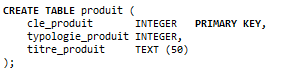 CREATE TABLE produit (
    cle_produit       INTEGER   PRIMARY KEY,
    typologie_produit INTEGER,
    titre_produit     TEXT (50)
);